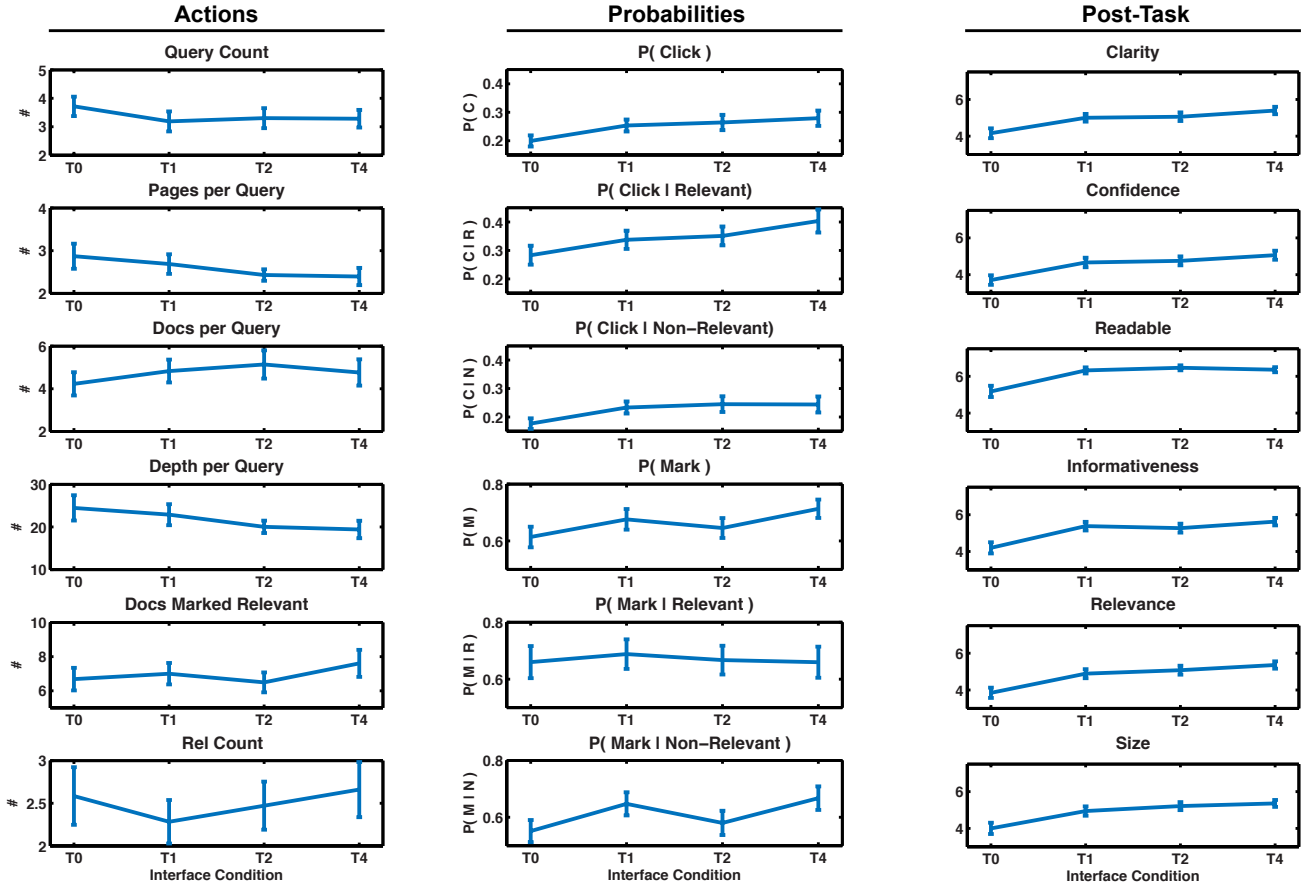 Actions
Query Count
5
4
3
2
#
T0 T1 T2 T4
Pages per Query
4
3
2
#
T0 T1 T2 T4
Docs per Query
6
4
2
#
T0 T1 T2 T4
Depth per Query
30
20
10
#
T0 T1 T2 T4
Docs Marked Relevant
10
8
6
#
T0 T1 T2 T4
Rel Count
3
2.5
2
#
T0 T1 T2 T4
Interface Condition
Probabilities
P( Click )
0.4
0.3
0.2
P( C )
T0 T1 T2 T4
P( Click | Relevant)
0.4
0.3
0.2
P( C | R )
T0 T1 T2 T4
P( Click | Non−Relevant)
0.4
0.3
0.2
P( C | N )
T0 T1 T2 T4
P( Mark )
0.8
0.6
P( M )
T0 T1 T2 T4
P( Mark | Relevant )
0.8
0.6
P( M | R )
T0 T1 T2 T4
P( Mark | Non−Relevant )
0.8
0.6
P( M | N )
T0 T1 T2 T4
Interface Condition
Post-Task
Clarity
6
4
T0 T1 T2 T4
Confidence
6
4
T0 T1 T2 T4
Readable
6
4
T0 T1 T2 T4
Informativeness
6
4
T0 T1 T2 T4
Relevance
6
4
T0 T1 T2 T4
Size
6
4
T0 T1 T2 T4
Interface Condition